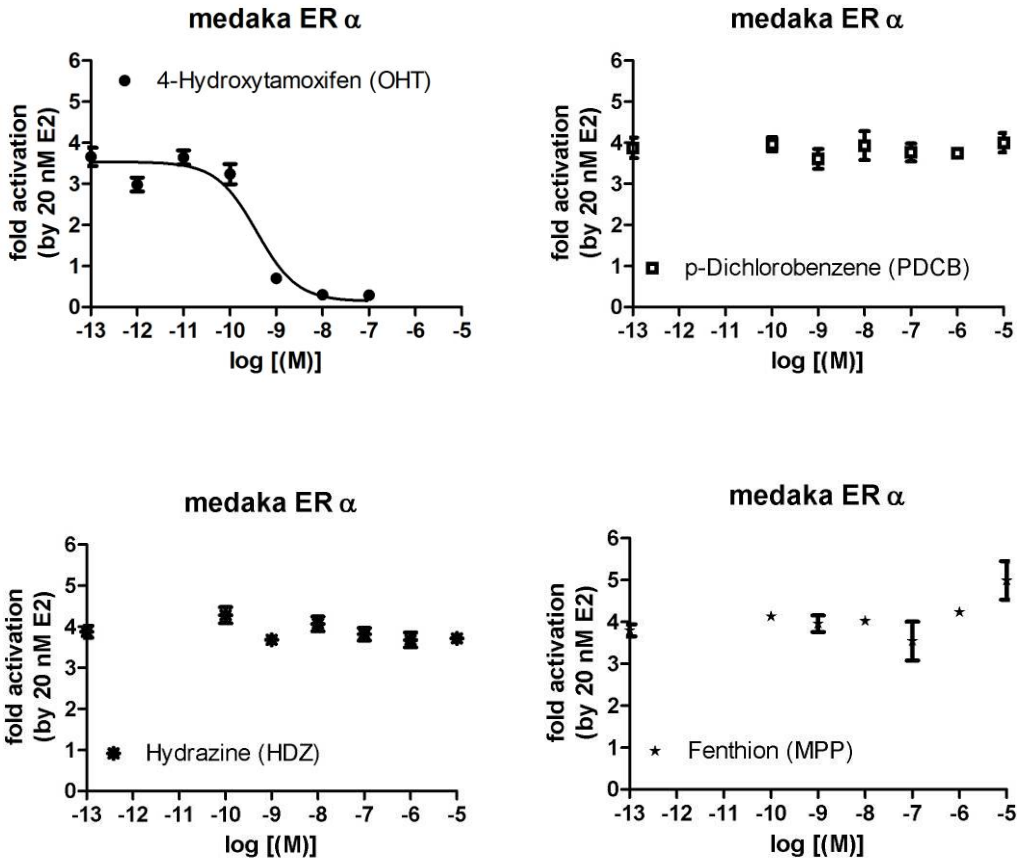 medaka ER α
fold activation
(by 20 nM E2)
6
5
4
3
2
1
0
4-Hydroxytamoxifen (OHT)
-13 -12 -11 -10 -9 -8 -7 -6 -5
log [(M)]
medaka ER α
fold activation
(by 20 nM E2)
6
5
4
3
2
1
0
p-Dichlorobenzene (PDCB)
-13 -12 -11 -10 -9 -8 -7 -6 -5
log [(M)]
medaka ER α
fold activation
(by 20 nM E2)
6
5
4
3
2
1
0
Hydrazine (HDZ)
-13 -12 -11 -10 -9 -8 -7 -6 -5
log [(M)]
medaka ER α
fold activation
(by 20 nM E2)
6
5
4
3
2
1
0
Fenthion (MPP)
-13 -12 -11 -10 -9 -8 -7 -6 -5
log [(M)]